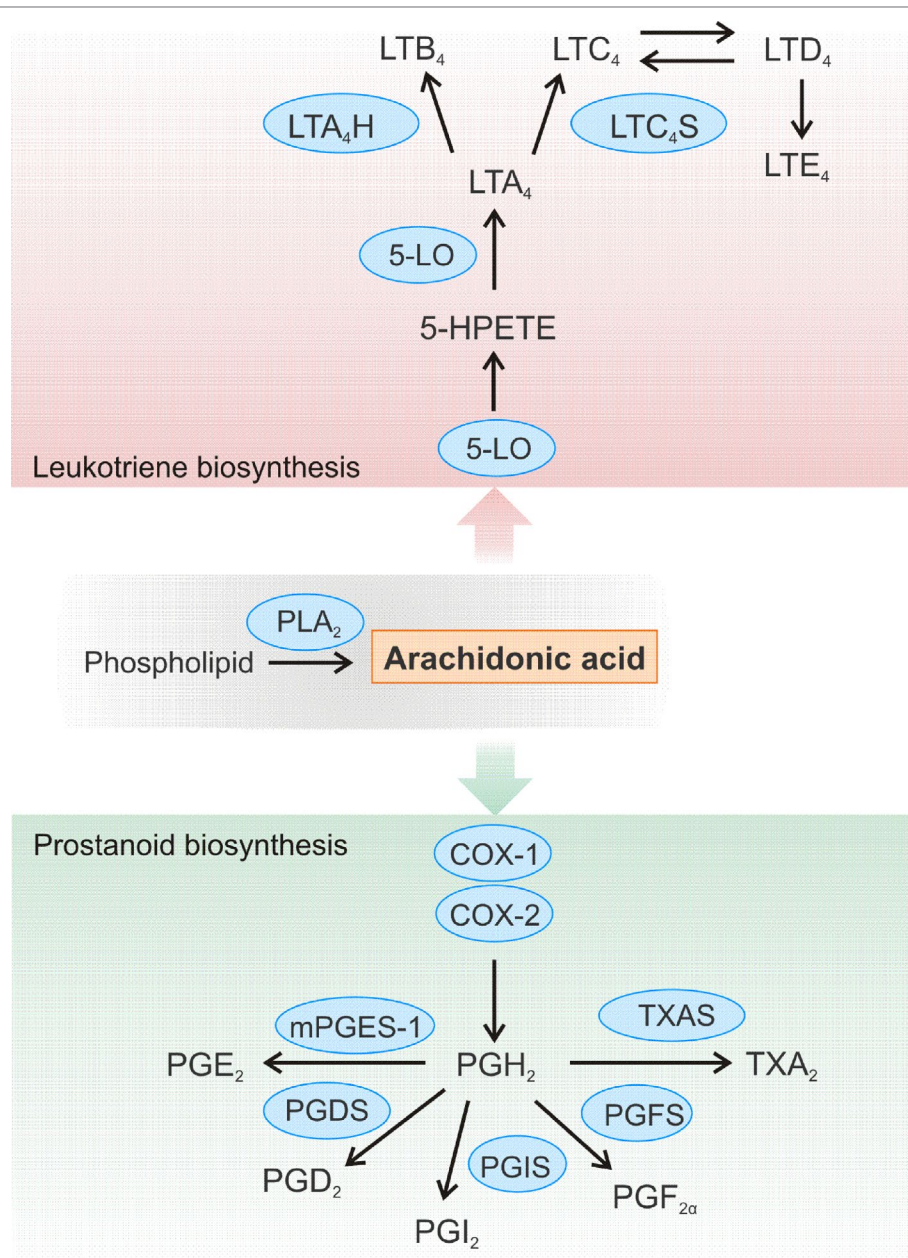 LTB₄
LTC₄
LTD₄
LTA₄H
LTC₄S
LTE₄
LTA₄
5-LO
5-HPETE
5-LO
Leukotriene biosynthesis
PLA₂
Phospholipid
Arachidonic acid
Prostanoid biosynthesis
COX-1
COX-2
mPGES-1
TXAS
PGE₂
PGH₂
TXA₂
PGDS
PGFS
PGIS
PGD₂
PGF₂α
PGI₂